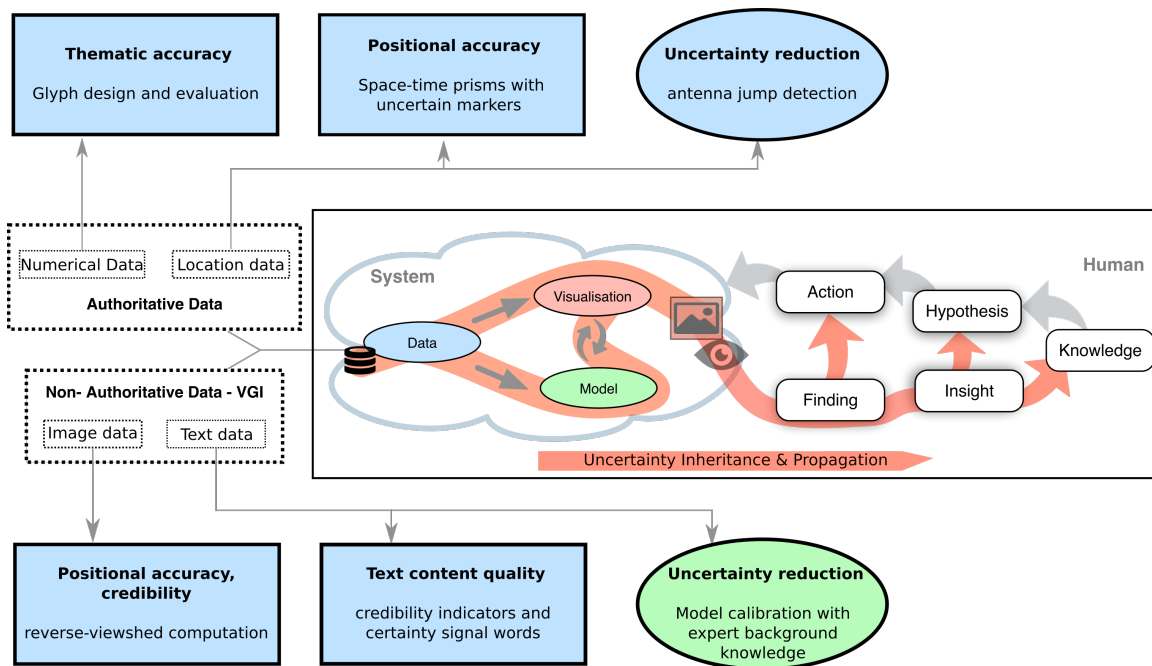 Thematic accuracy
Glyph design and evaluation
Positional accuracy
Space-time prisms with
uncertain markers
Uncertainty reduction
antenna jump detection
Numerical Data
Location data
Authoritative Data
Non- Authoritative Data - VGI
Image data
Text data
System
Human
Data
Visualisation
Model
Action
Hypothesis
Knowledge
Finding
Insight
Uncertainty Inheritance & Propagation
Positional accuracy,
credibility
reverse-viewshed computation
Text content quality
credibility indicators and
certainty signal words
Uncertainty reduction
Model calibration with
expert background
knowledge